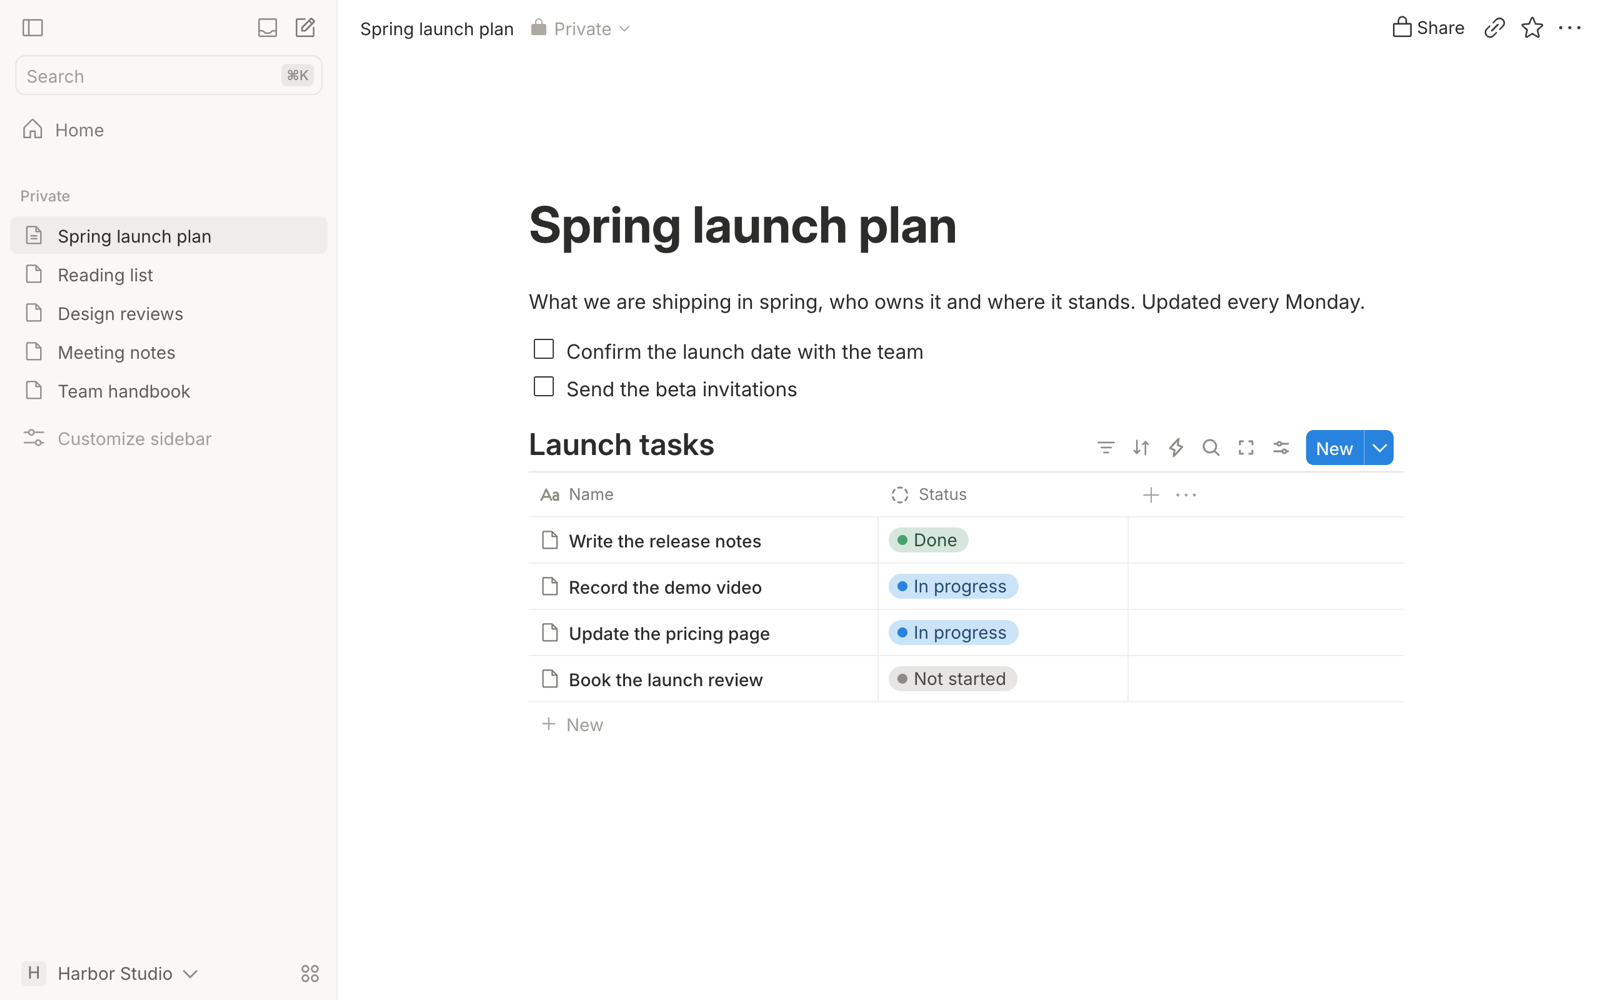 Search ⌘K
Home
Private
Spring launch plan
Reading list
Design reviews
Meeting notes
Team handbook
Customize sidebar
H Harbor Studio
Spring launch plan Private Share
Spring launch plan
What we are shipping in spring, who owns it and where it stands. Updated every Monday.
Confirm the launch date with the team
Send the beta invitations
Launch tasks New
Aa Name Status
Write the release notes Done
Record the demo video In progress
Update the pricing page In progress
Book the launch review Not started
New